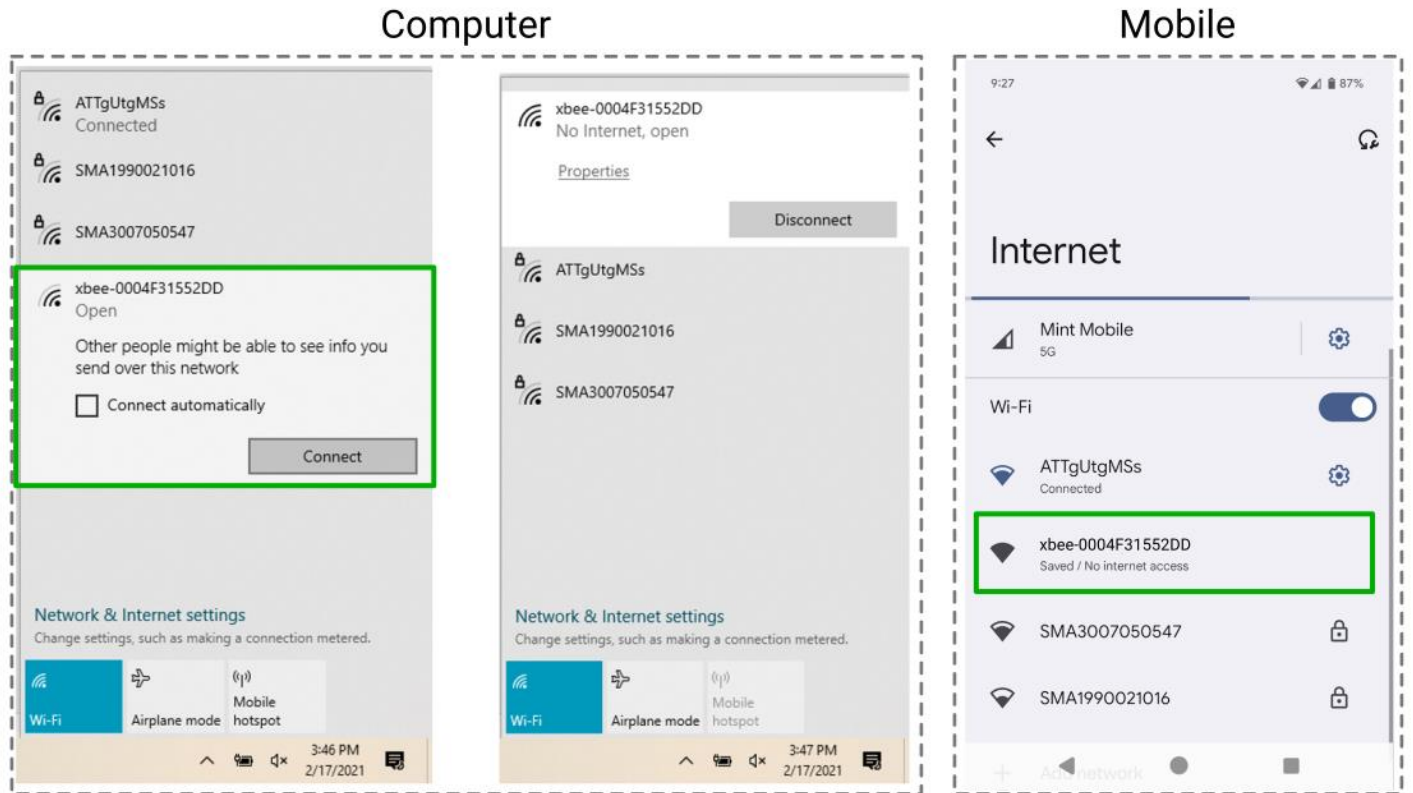 Computer
ATTgUtgMSs
Connected
SMA1990021016
SMA3007050547
xbee-0004F31552DD
Open
Other people might be able to see info you
send over this network
Connect automatically
Connect
Network & Internet settings
Change settings, such as making a connection metered.
Wi-Fi
Airplane mode
Mobile
hotspot
3:46 PM
2/17/2021
xbee-0004F31552DD
No Internet, open
Properties
Disconnect
ATTgUtgMSs
SMA1990021016
SMA3007050547
Network & Internet settings
Change settings, such as making a connection metered.
Wi-Fi
Airplane mode
Mobile
hotspot
3:47 PM
2/17/2021
Mobile
9:27
87%
Internet
Mint Mobile
5G
Wi-Fi
ATTgUtgMSs
Connected
xbee-0004F31552DD
Saved / No internet access
SMA3007050547
SMA1990021016
Add network